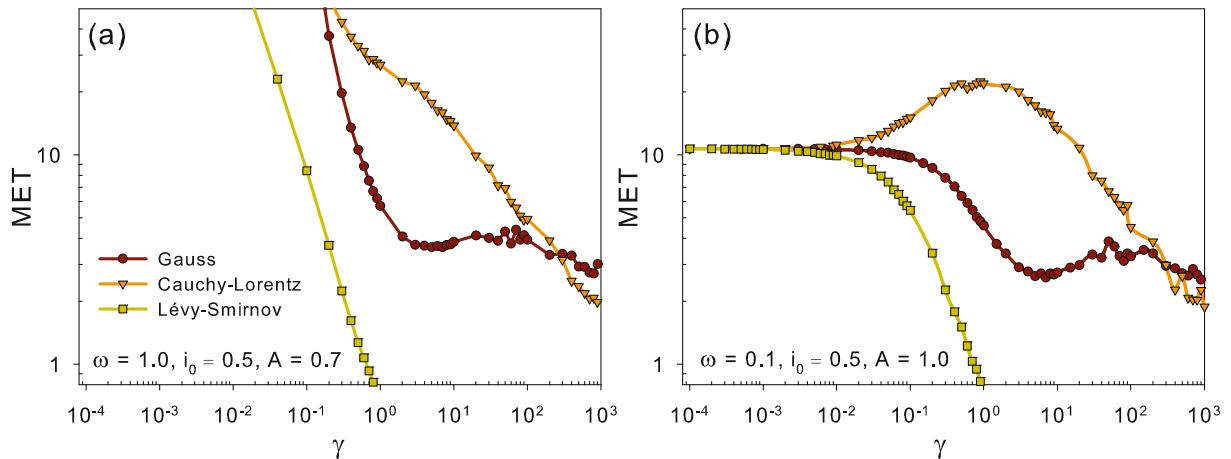 (a)
MET
10
1
Gauss
Cauchy-Lorentz
Lévy-Smirnov
ω = 1.0, i₀ = 0.5, A = 0.7
10⁻⁴ 10⁻³ 10⁻² 10⁻¹ 10⁰ 10¹ 10² 10³
γ
(b)
MET
10
1
ω = 0.1, i₀ = 0.5, A = 1.0
10⁻⁴ 10⁻³ 10⁻² 10⁻¹ 10⁰ 10¹ 10² 10³
γ